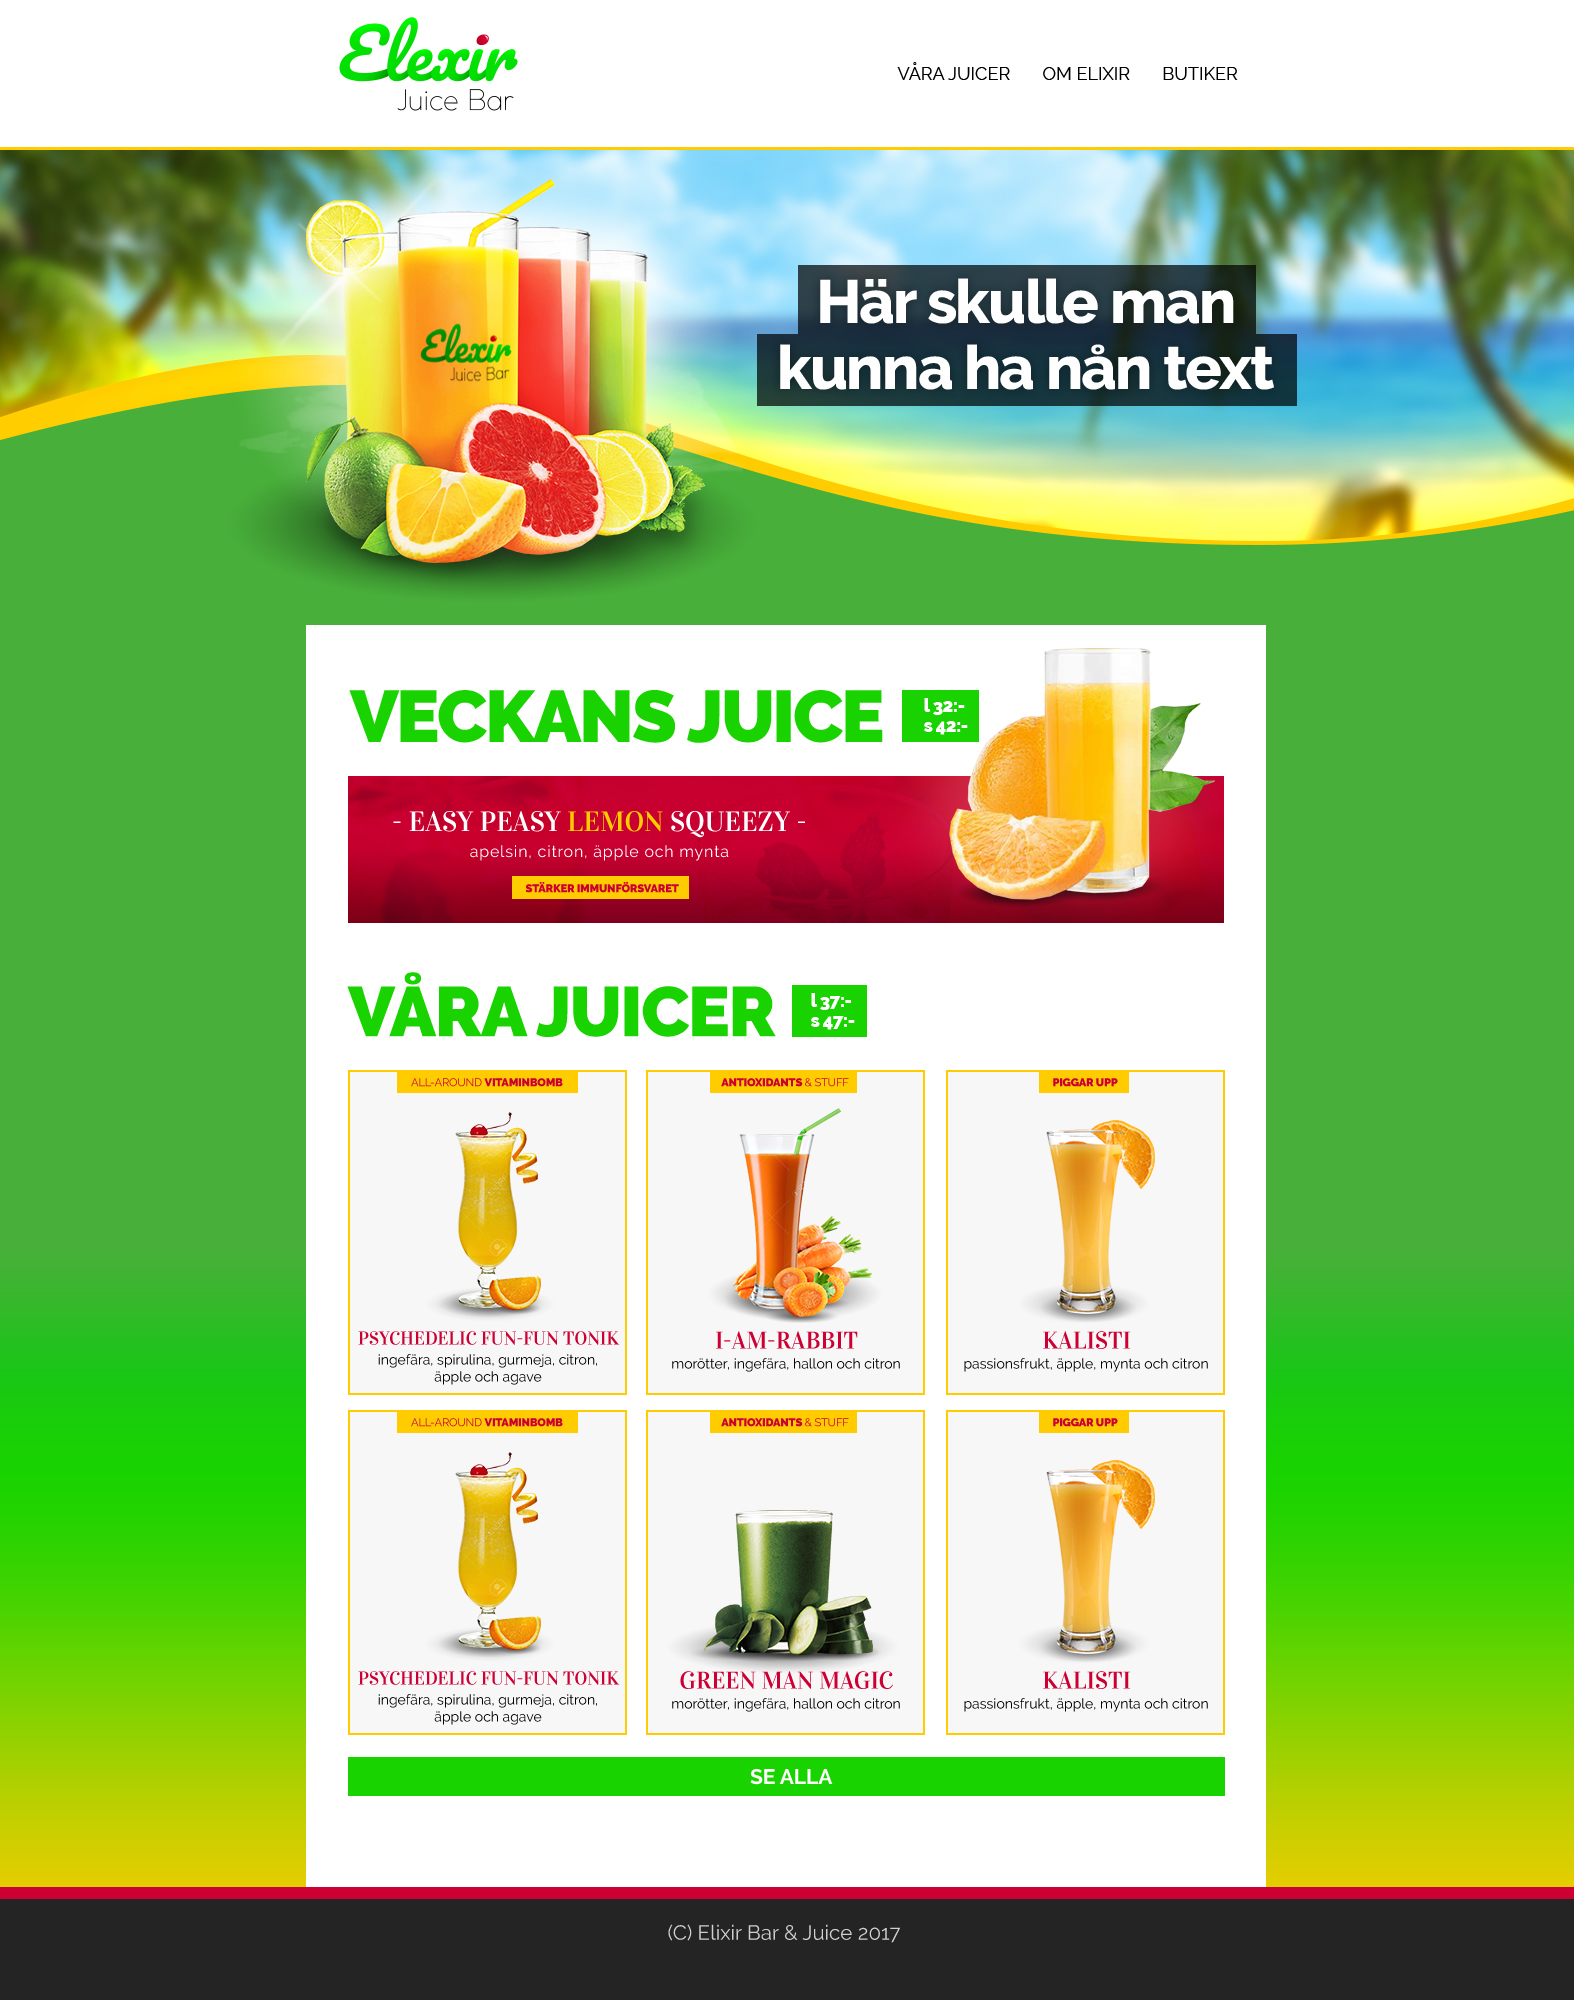 Elexir
Juice Bar
VÅRA JUICER OM ELIXIR BUTIKER
Elexir
Juice Bar
Här skulle man
kunna ha nån text
VECKANS JUICE
l 32:-
s 42:-
- EASY PEASY LEMON SQUEEZY -
apelsin, citron, äpple och mynta
STÄRKER IMMUNFÖRSVARET
VÅRA JUICER
l 37:-
s 47:-
ALL-AROUND VITAMINBOMB
PSYCHEDELIC FUN-FUN TONIK
ingefära, spirulina, gurmeja, citron,
äpple och agave
ANTIOXIDANTS & STUFF
I-AM-RABBIT
morötter, ingefära, hallon och citron
PIGGAR UPP
KALISTI
passionsfrukt, äpple, mynta och citron
ALL-AROUND VITAMINBOMB
PSYCHEDELIC FUN-FUN TONIK
ingefära, spirulina, gurmeja, citron,
äpple och agave
ANTIOXIDANTS & STUFF
GREEN MAN MAGIC
morötter, ingefära, hallon och citron
PIGGAR UPP
KALISTI
passionsfrukt, äpple, mynta och citron
SE ALLA
(C) Elixir Bar & Juice 2017